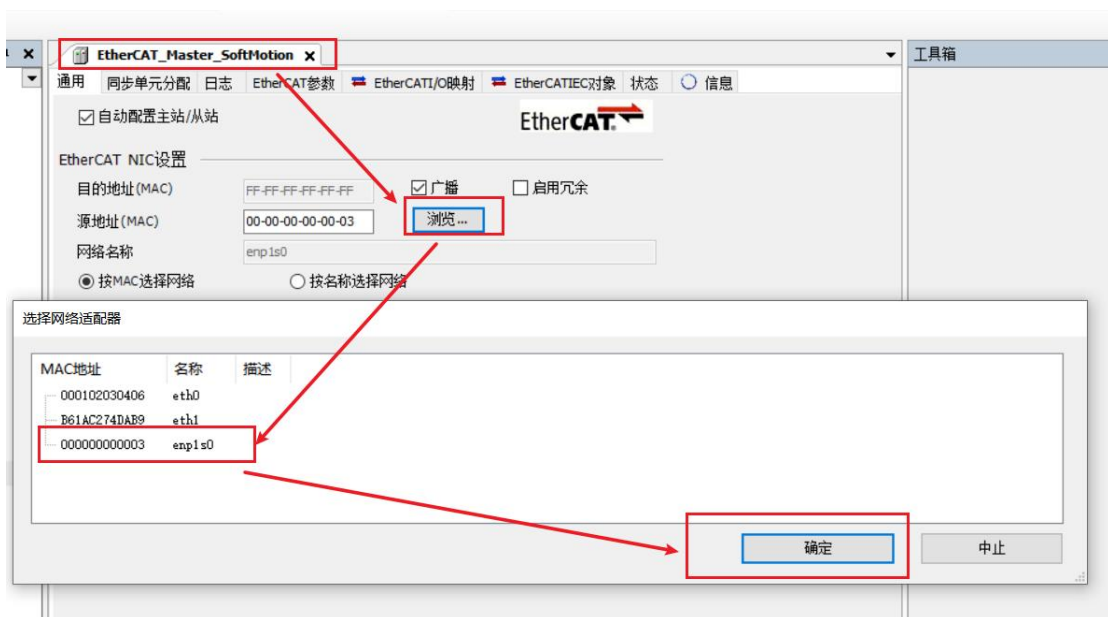 EtherCAT_Master_SoftMotion
工具箱
通用 同步单元分配 日志 EtherCAT参数 EtherCATI/O映射 EtherCATIEC对象 状态 信息
自动配置主站/从站
EtherCAT.
EtherCAT NIC设置
目的地址(MAC) FF-FF-FF-FF-FF-FF 广播 启用冗余
源地址(MAC) 00-00-00-00-00-03 浏览...
网络名称 enp1s0
按MAC选择网络 按名称选择网络
选择网络适配器
MAC地址 名称 描述
000102030406 eth0
B61AC274DAB9 eth1
000000000003 enp1s0
确定 中止